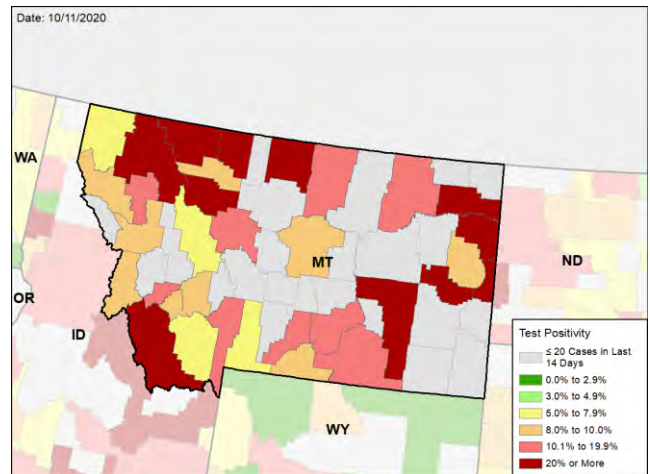 Date: 10/11/2020
WA
MT
ND
OR
ID
WY
Test Positivity
≤ 20 Cases in Last
14 Days
0.0% to 2.9%
3.0% to 4.9%
5.0% to 7.9%
8.0% to 10.0%
10.1% to 19.9%
20% or More